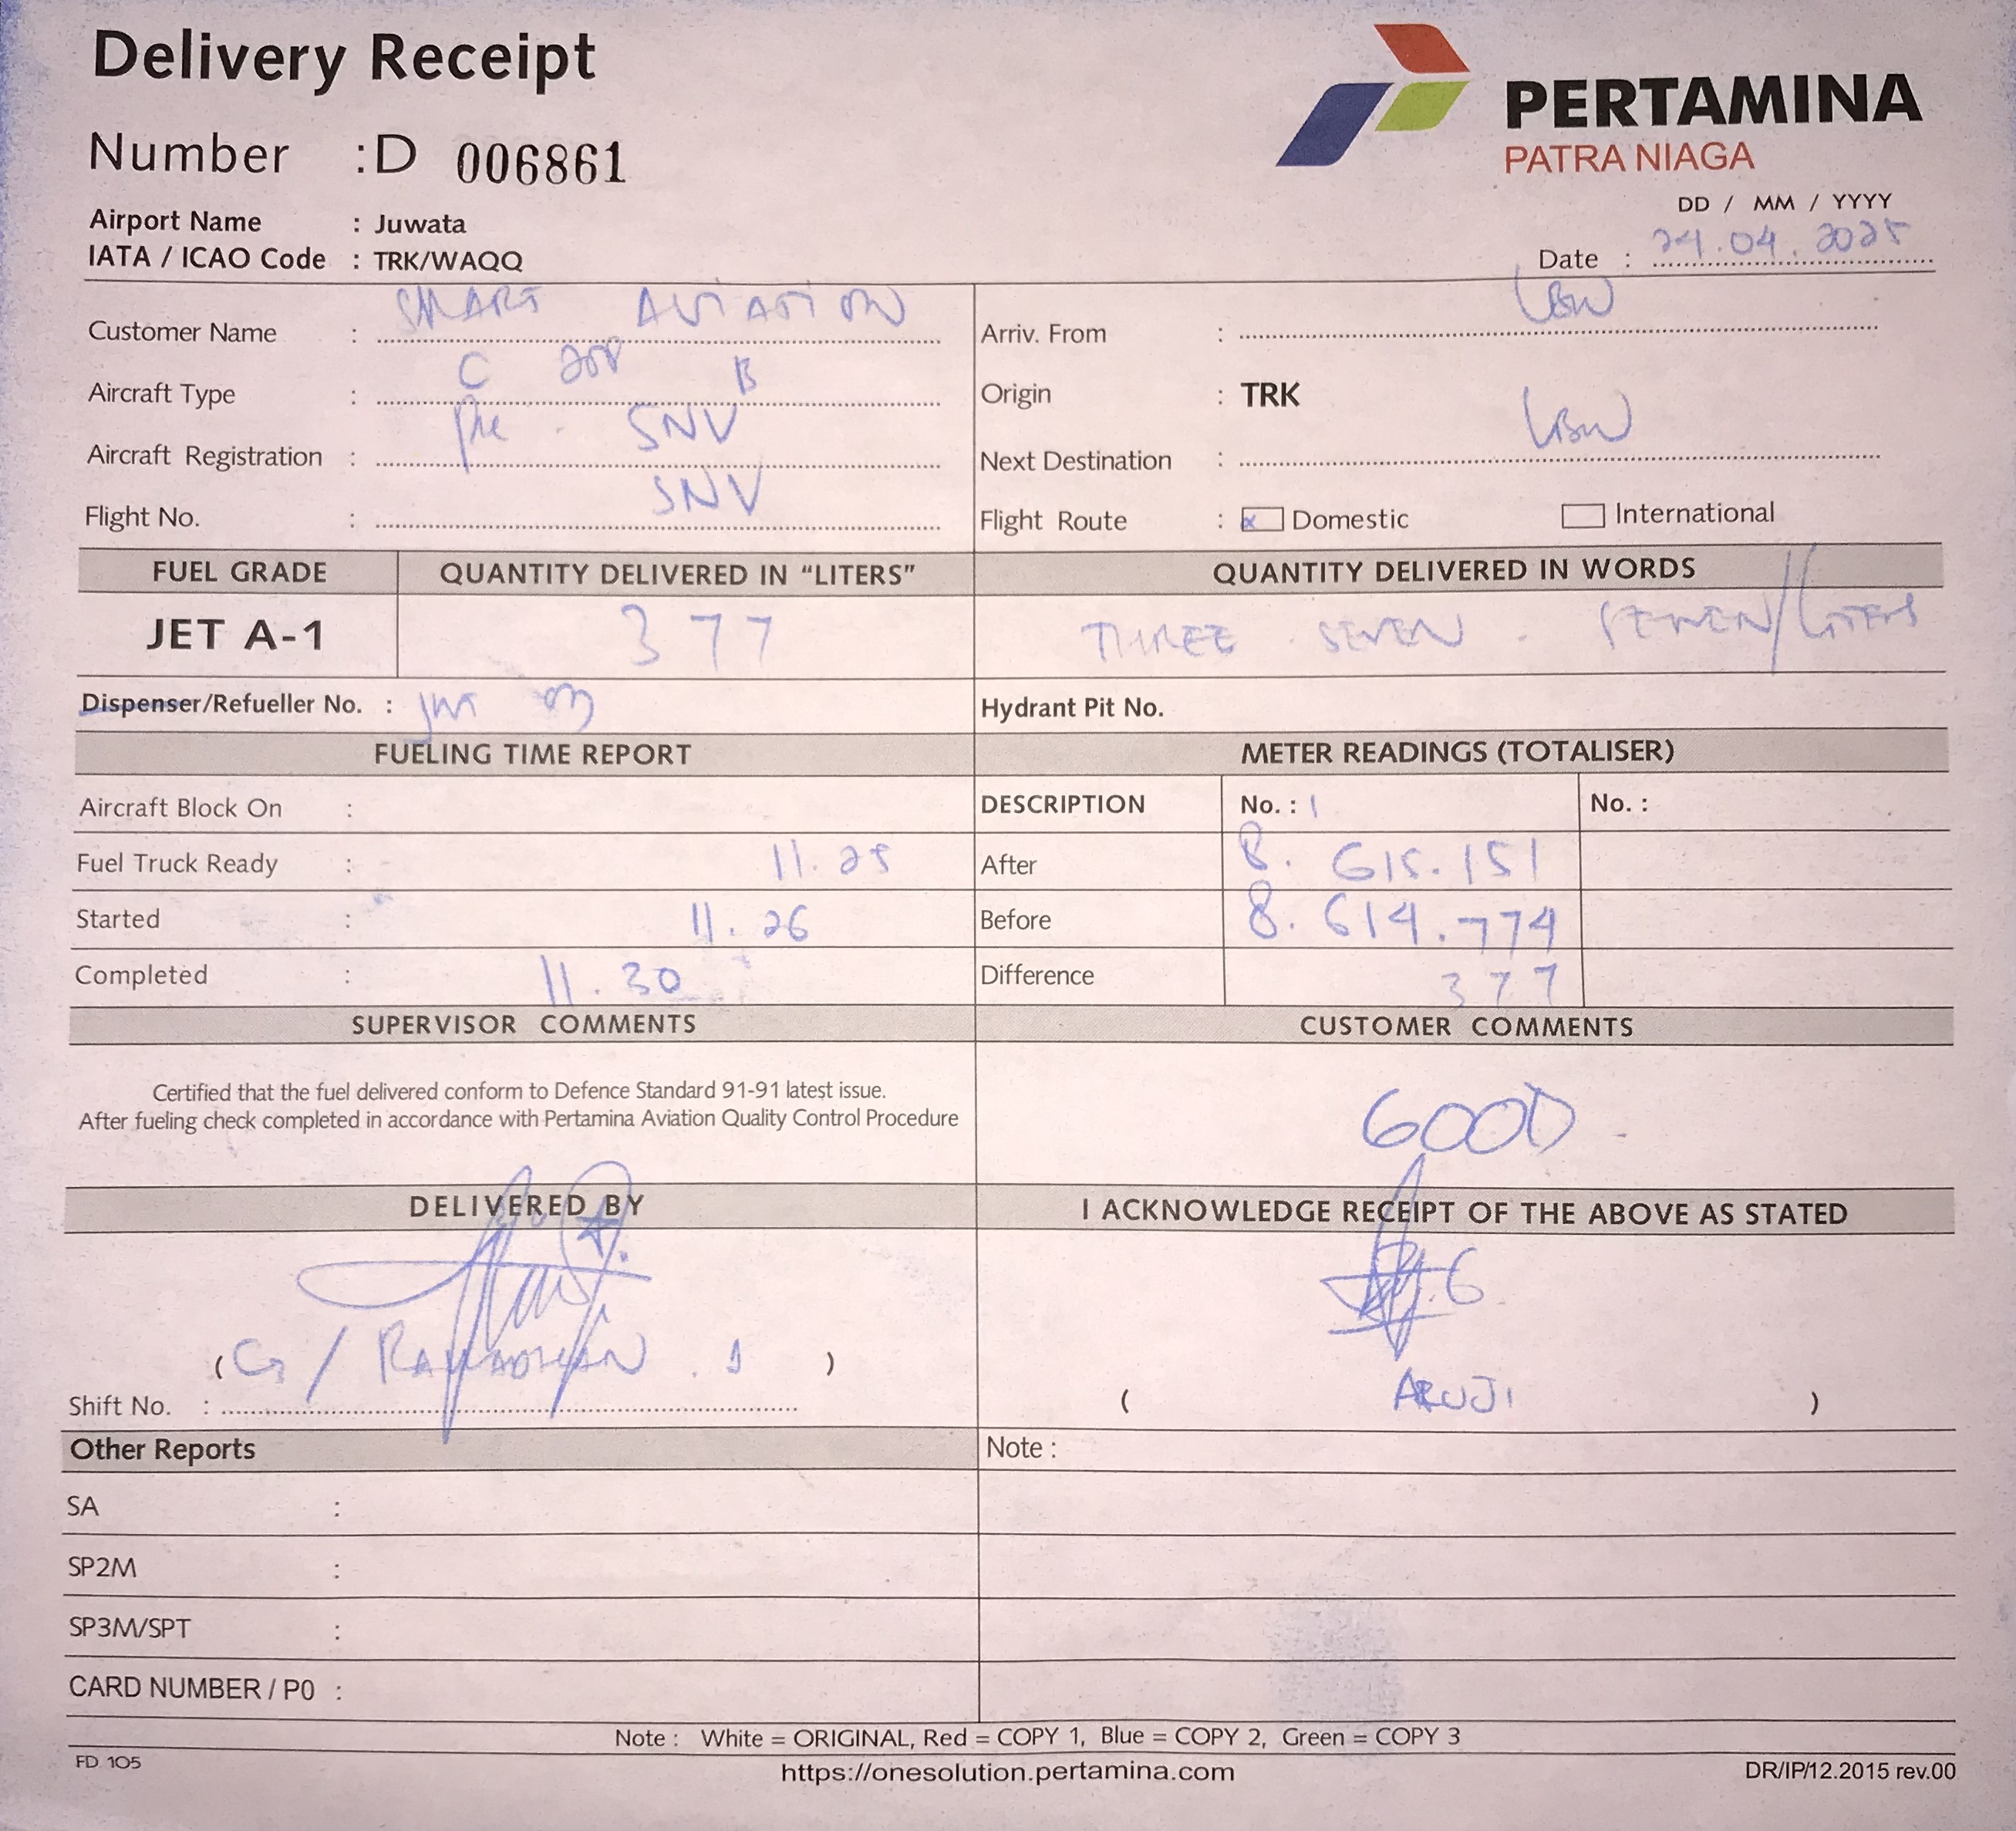 Delivery Receipt
PERTAMINA
PATRA NIAGA
Number : D 006861
DD / MM / YYYY
Airport Name : Juwata
IATA / ICAO Code : TRK/WAQQ
Date : 24.04.2025
Customer Name : SMART AVIATION
Arriv. From : LBW
Aircraft Type : C 208 B
Origin : TRK
Aircraft Registration : PK - SNV
Next Destination : LBW
Flight No. : SNV
Flight Route : x Domestic International
FUEL GRADE QUANTITY DELIVERED IN “LITERS” QUANTITY DELIVERED IN WORDS
JET A-1 377 THREE . SEVEN . SEVEN // LITERS
Dispenser/Refueller No. : 03
Hydrant Pit No.
FUELING TIME REPORT METER READINGS (TOTALISER)
Aircraft Block On :
DESCRIPTION No. : 1 No. :
Fuel Truck Ready : 11.25
After 8.615.151
Started : 11.26
Before 8.614.774
Completed : 11.30
Difference 377
SUPERVISOR COMMENTS CUSTOMER COMMENTS
Certified that the fuel delivered conform to Defence Standard 91-91 latest issue.
After fueling check completed in accordance with Pertamina Aviation Quality Control Procedure
GOOD
DELIVERED BY I ACKNOWLEDGE RECEIPT OF THE ABOVE AS STATED
( G / RAMADHAN . )
Shift No. :
( ARUJI )
Other Reports Note :
SA :
SP2M :
SP3M/SPT :
CARD NUMBER / P0 :
Note : White = ORIGINAL, Red = COPY 1, Blue = COPY 2, Green = COPY 3
FD 105
https://onesolution.pertamina.com
DR/IP/12.2015 rev.00